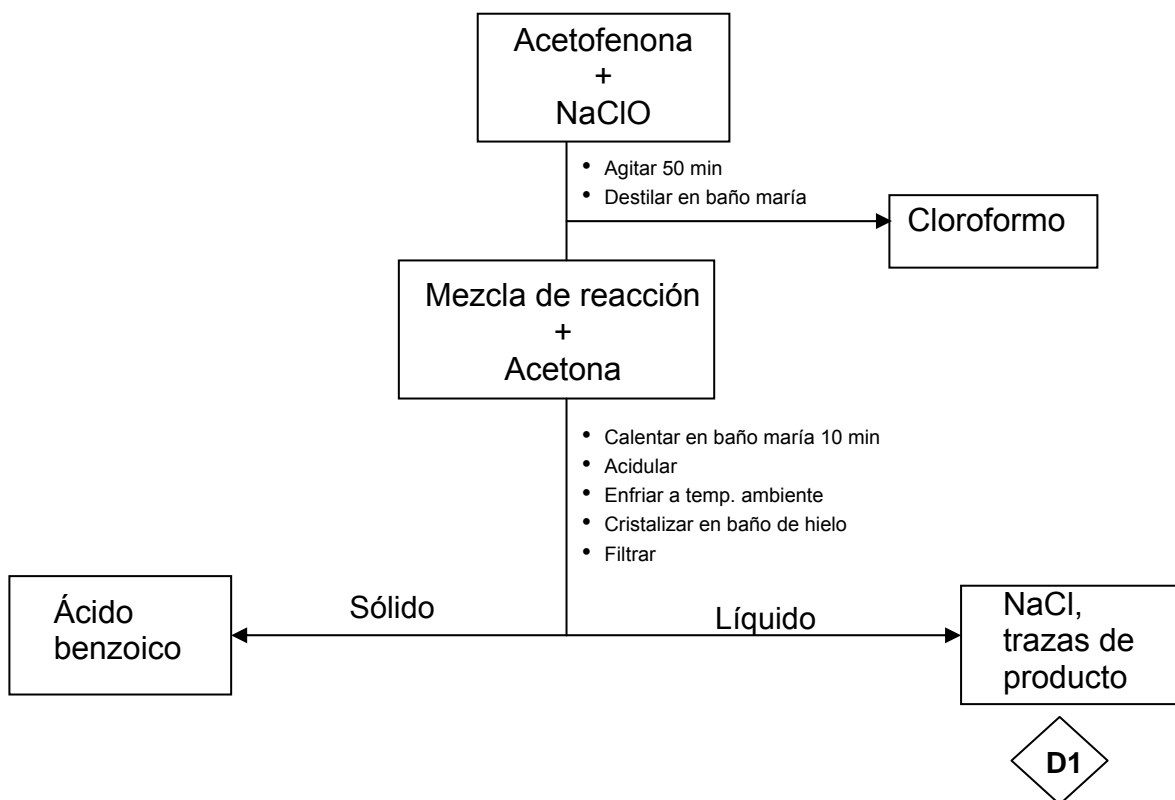 Acetofenona
+
NaClO
• Agitar 50 min
• Destilar en baño maría
Cloroformo
Mezcla de reacción
+
Acetona
• Calentar en baño maría 10 min
• Acidular
• Enfriar a temp. ambiente
• Cristalizar en baño de hielo
• Filtrar
Ácido
benzoico
Sólido
Líquido
NaCl,
trazas de
producto
D1